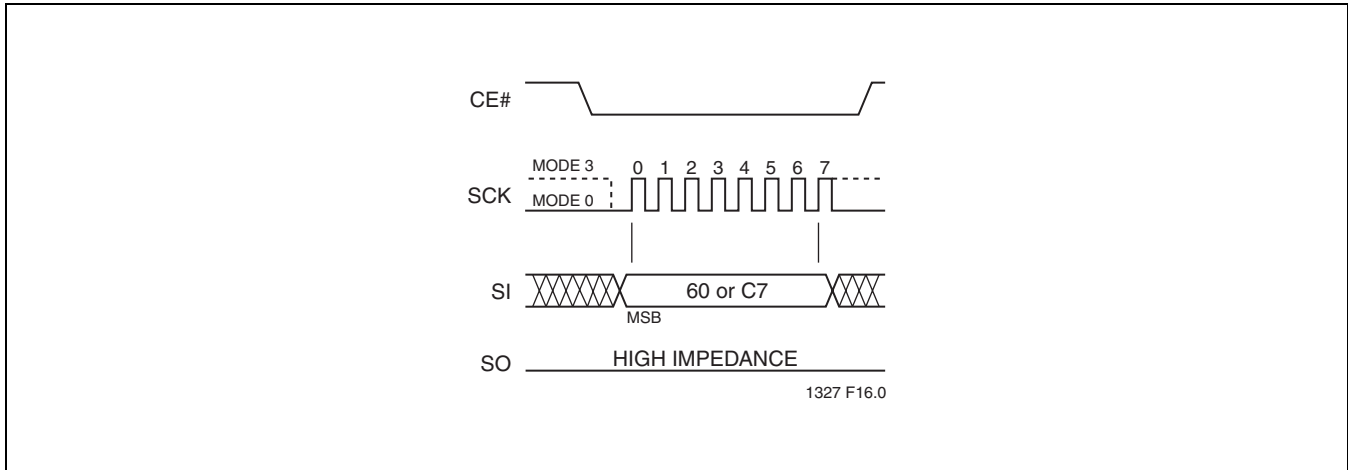 CE#
MODE 3
0 1 2 3 4 5 6 7
SCK
MODE 0
SI
60 or C7
MSB
SO
HIGH IMPEDANCE
1327 F16.0